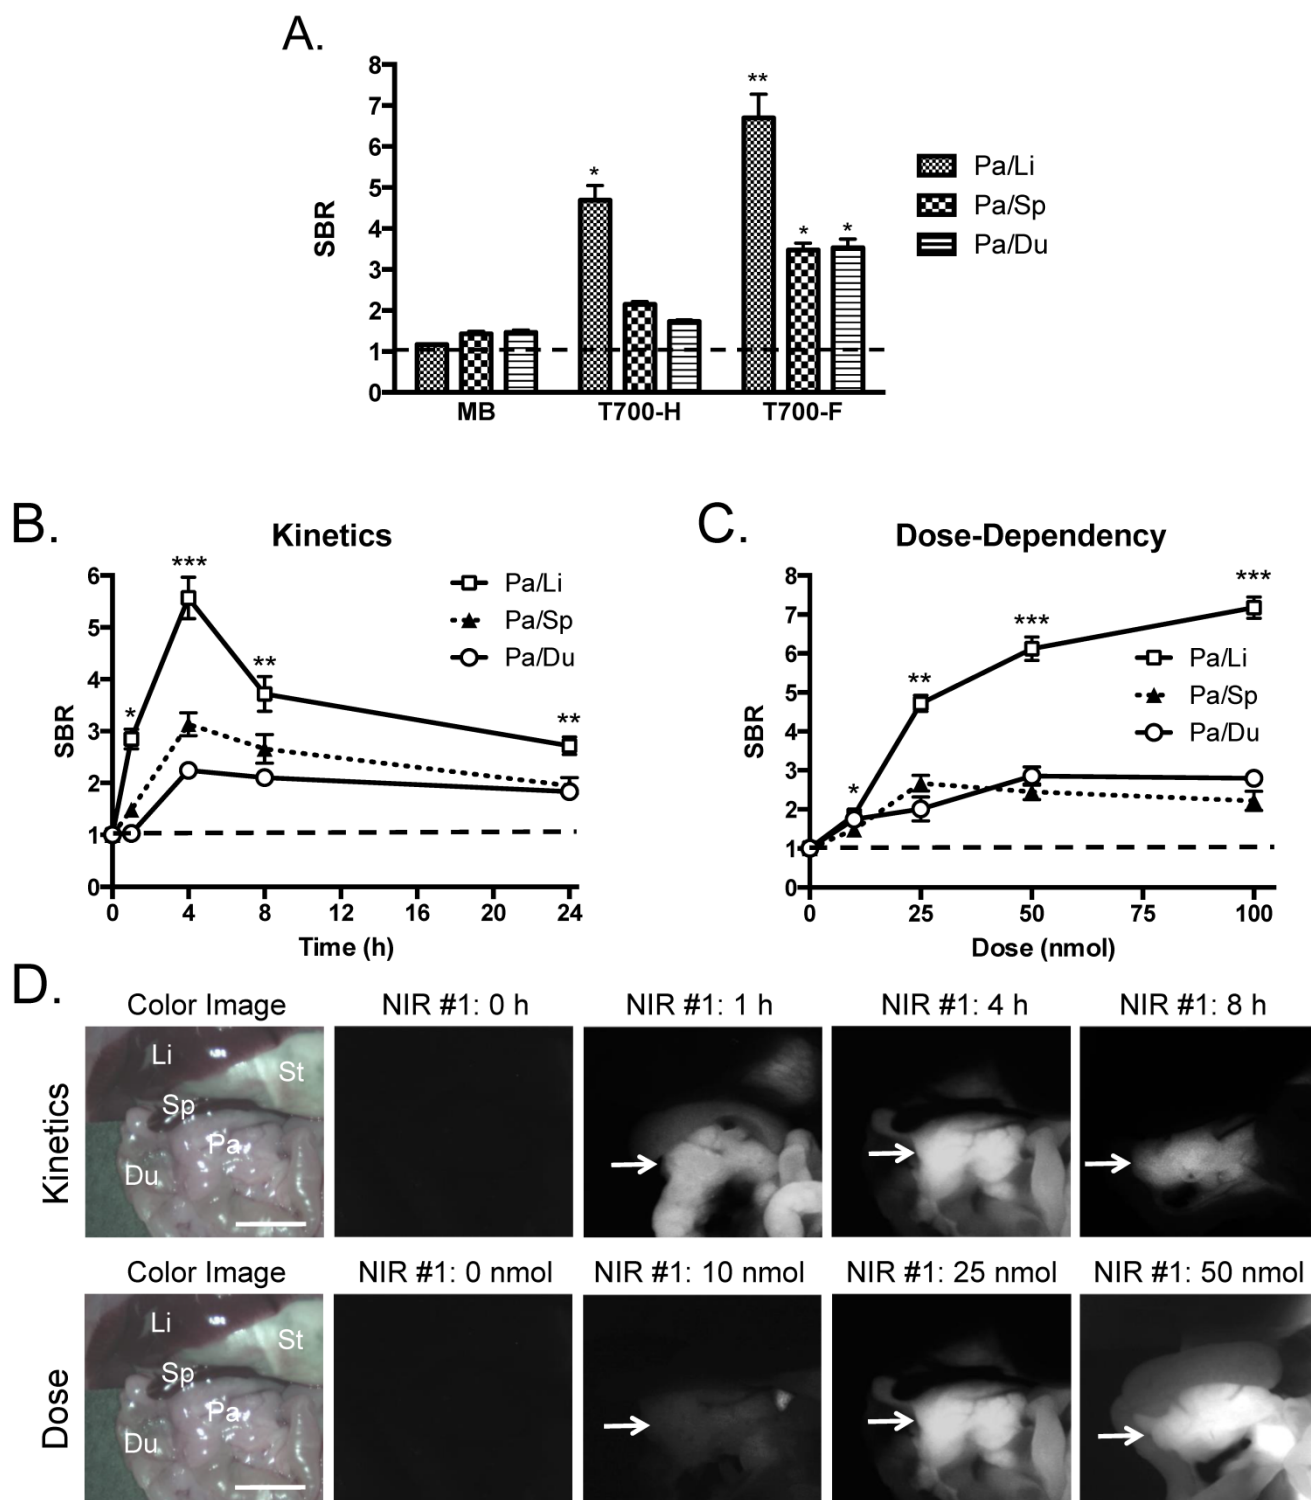 A.
8
7
6
5
4
3
2
1
0
SBR
*
**
*
*
MB
T700-H
T700-F
Pa/Li
Pa/Sp
Pa/Du
B.
Kinetics
6
5
4
3
2
1
0
SBR
*
***
**
**
Pa/Li
Pa/Sp
Pa/Du
0 4 8 12 16 20 24
Time (h)
C.
Dose-Dependency
8
7
6
5
4
3
2
1
0
SBR
*
**
***
***
Pa/Li
Pa/Sp
Pa/Du
0 25 50 75 100
Dose (nmol)
D.
Color Image NIR #1: 0 h NIR #1: 1 h NIR #1: 4 h NIR #1: 8 h
Kinetics
Li
St
Sp
Pa
Du
Color Image NIR #1: 0 nmol NIR #1: 10 nmol NIR #1: 25 nmol NIR #1: 50 nmol
Dose
Li
St
Sp
Pa
Du